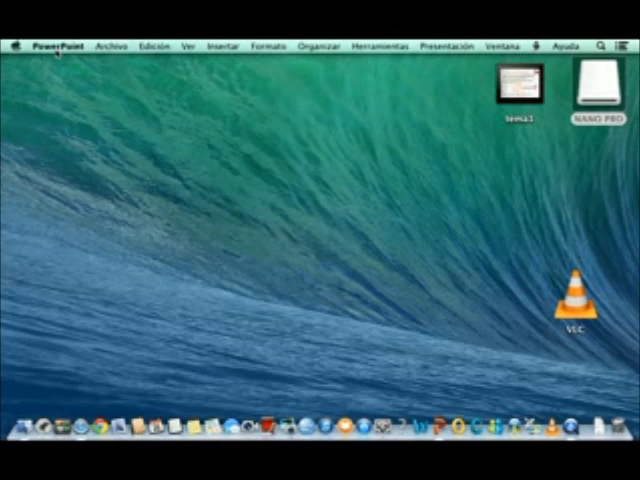 PowerPoint Archivo Edición Ver Insertar Formato Organizar Herramientas Presentación Ventana Ayuda
tema1
NANO PRO
VLC